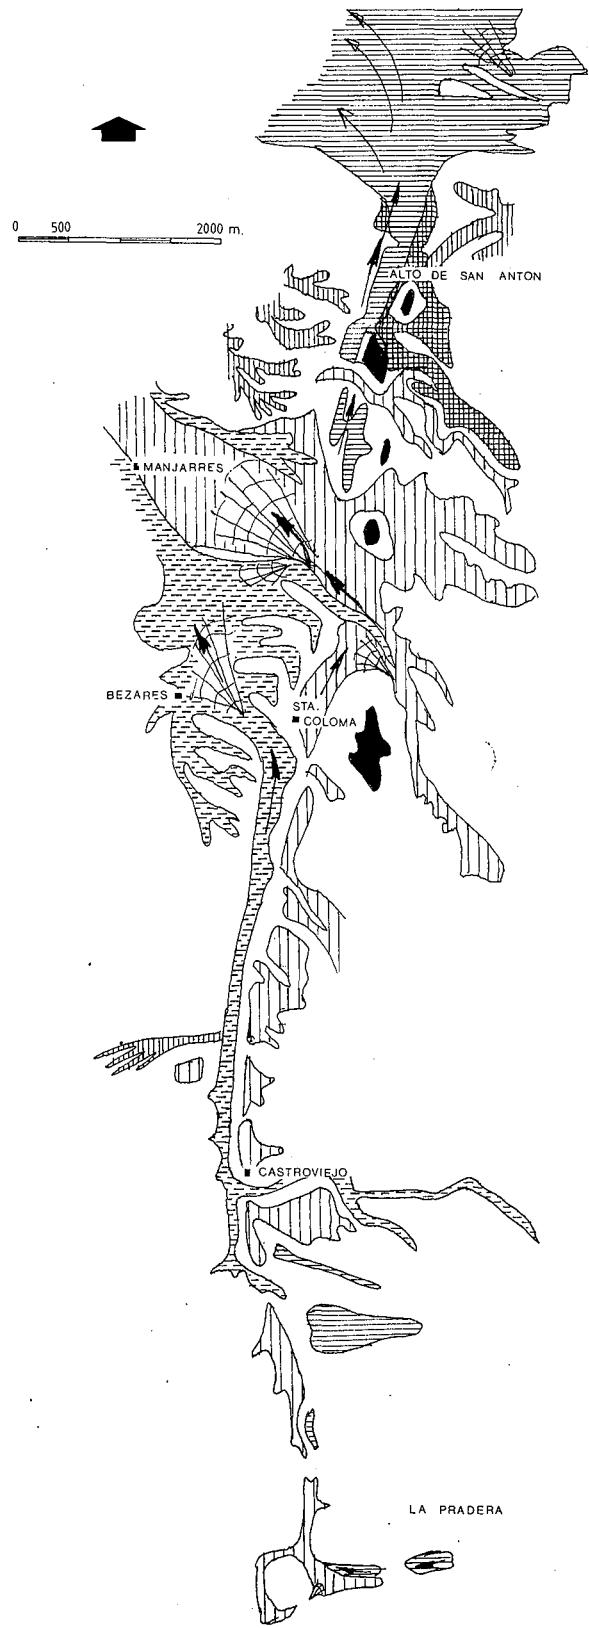 0 500 2000 m.
ALTO DE SAN ANTON
MANJARRES
BEZARES
STA.
COLOMA
CASTROVIEJO
LA PRADERA